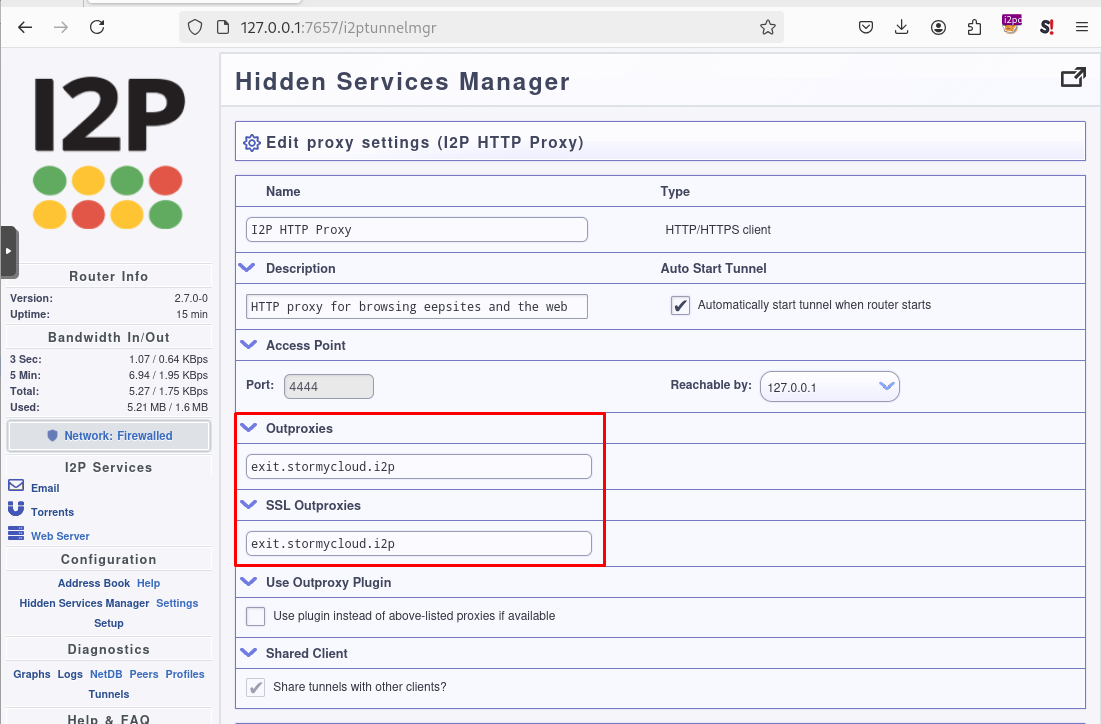 127.0.0.1:7657/i2ptunnelmgr
i2pd
S!
I2P
Router Info
Version: 2.7.0-0
Uptime: 15 min
Bandwidth In/Out
3 Sec: 1.07 / 0.64 KBps
5 Min: 6.94 / 1.95 KBps
Total: 5.27 / 1.75 KBps
Used: 5.21 MB / 1.6 MB
Network: Firewalled
I2P Services
Email
Torrents
Web Server
Configuration
Address Book Help
Hidden Services Manager Settings
Setup
Diagnostics
Graphs Logs NetDB Peers Profiles
Tunnels
Help & FAQ
Hidden Services Manager
Edit proxy settings (I2P HTTP Proxy)
Name Type
I2P HTTP Proxy HTTP/HTTPS client
Description Auto Start Tunnel
HTTP proxy for browsing eepsites and the web Automatically start tunnel when router starts
Access Point
Port: 4444 Reachable by: 127.0.0.1
Outproxies
exit.stormycloud.i2p
SSL Outproxies
exit.stormycloud.i2p
Use Outproxy Plugin
Use plugin instead of above-listed proxies if available
Shared Client
Share tunnels with other clients?